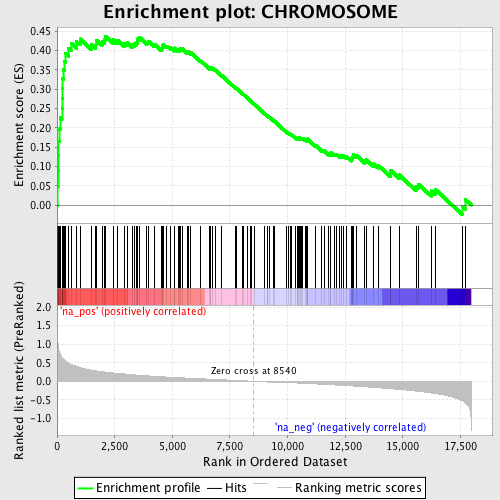 Enrichment plot: CHROMOSOME
Enrichment score (ES)
0.45
0.40
0.35
0.30
0.25
0.20
0.15
0.10
0.05
0.00
'na_pos' (positively correlated)
Ranked list metric (PreRanked)
2.0
1.5
1.0
0.5
0.0
-0.5
-1.0
Zero cross at 8540
'na_neg' (negatively correlated)
0
2,500
5,000
7,500
10,000
12,500
15,000
17,500
Rank in Ordered Dataset
Enrichment profile
Hits
Ranking metric scores